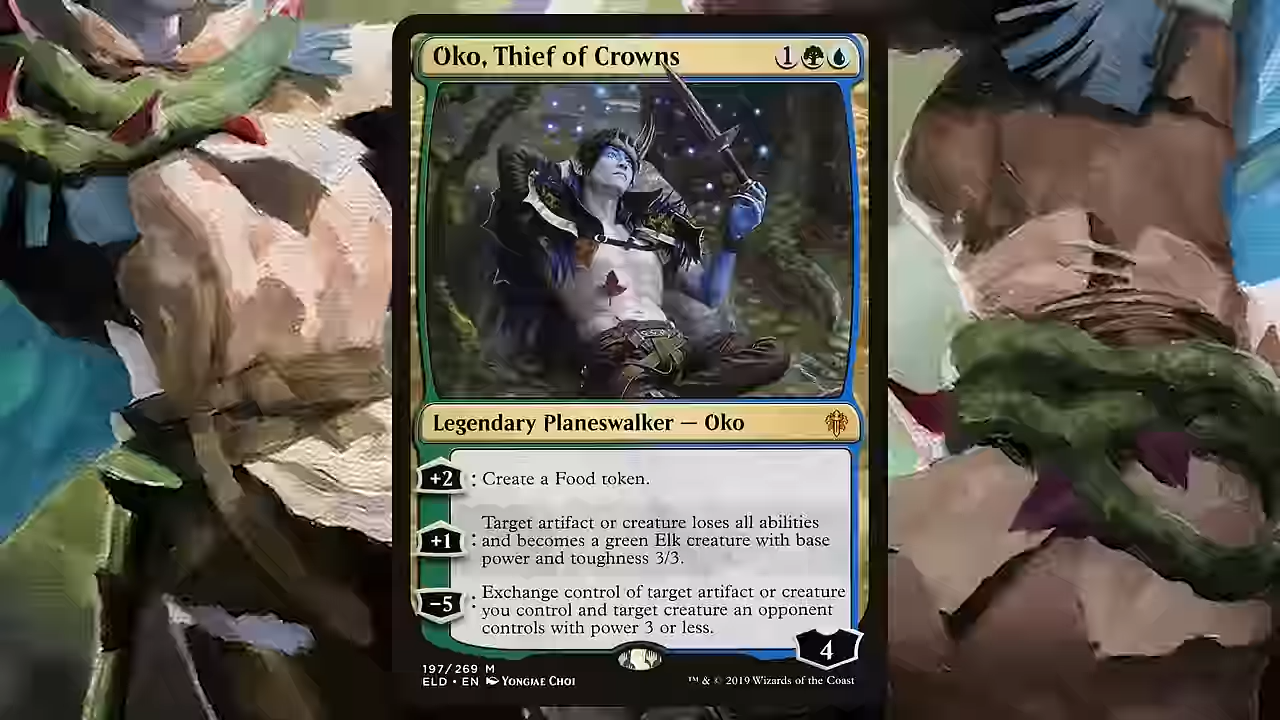 Oko, Thief of Crowns 1
Legendary Planeswalker — Oko
+2 : Create a Food token.
Target artifact or creature loses all abilities
+1 : and becomes a green Elk creature with base
power and toughness 3/3.
Exchange control of target artifact or creature
−5 : you control and target creature an opponent
controls with power 3 or less.
4
197/269 M
ELD • EN Yongjae Choi
™ & © 2019 Wizards of the Coast